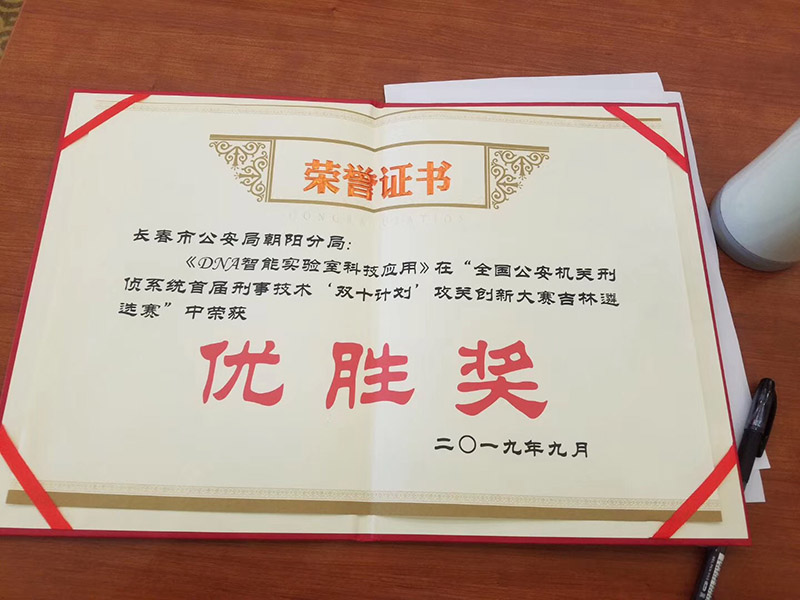 荣誉证书
长春市公安局朝阳分局：
《DNA智能实验室科技应用》在“全国公安机关刑
侦系统首届刑事技术‘双十计划’攻关创新大赛吉林遴
选赛”中荣获
优胜奖
二〇一九年九月